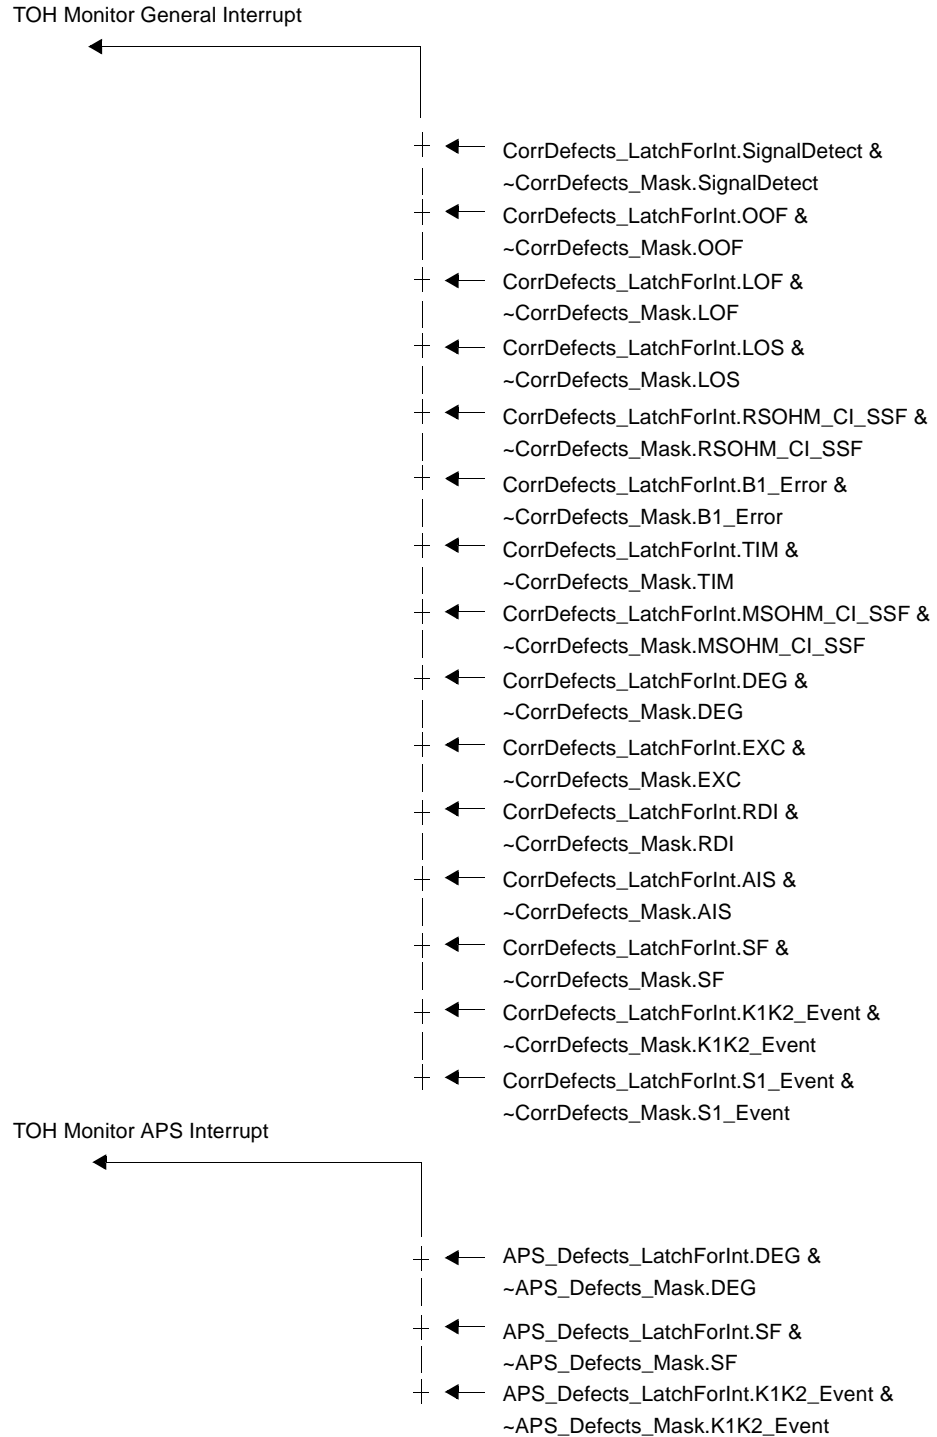 TOH Monitor General Interrupt
CorrDefects_LatchForInt.SignalDetect &
~CorrDefects_Mask.SignalDetect
CorrDefects_LatchForInt.OOF &
~CorrDefects_Mask.OOF
CorrDefects_LatchForInt.LOF &
~CorrDefects_Mask.LOF
CorrDefects_LatchForInt.LOS &
~CorrDefects_Mask.LOS
CorrDefects_LatchForInt.RSOHM_CI_SSF &
~CorrDefects_Mask.RSOHM_CI_SSF
CorrDefects_LatchForInt.B1_Error &
~CorrDefects_Mask.B1_Error
CorrDefects_LatchForInt.TIM &
~CorrDefects_Mask.TIM
CorrDefects_LatchForInt.MSOHM_CI_SSF &
~CorrDefects_Mask.MSOHM_CI_SSF
CorrDefects_LatchForInt.DEG &
~CorrDefects_Mask.DEG
CorrDefects_LatchForInt.EXC &
~CorrDefects_Mask.EXC
CorrDefects_LatchForInt.RDI &
~CorrDefects_Mask.RDI
CorrDefects_LatchForInt.AIS &
~CorrDefects_Mask.AIS
CorrDefects_LatchForInt.SF &
~CorrDefects_Mask.SF
CorrDefects_LatchForInt.K1K2_Event &
~CorrDefects_Mask.K1K2_Event
CorrDefects_LatchForInt.S1_Event &
~CorrDefects_Mask.S1_Event
TOH Monitor APS Interrupt
APS_Defects_LatchForInt.DEG &
~APS_Defects_Mask.DEG
APS_Defects_LatchForInt.SF &
~APS_Defects_Mask.SF
APS_Defects_LatchForInt.K1K2_Event &
~APS_Defects_Mask.K1K2_Event